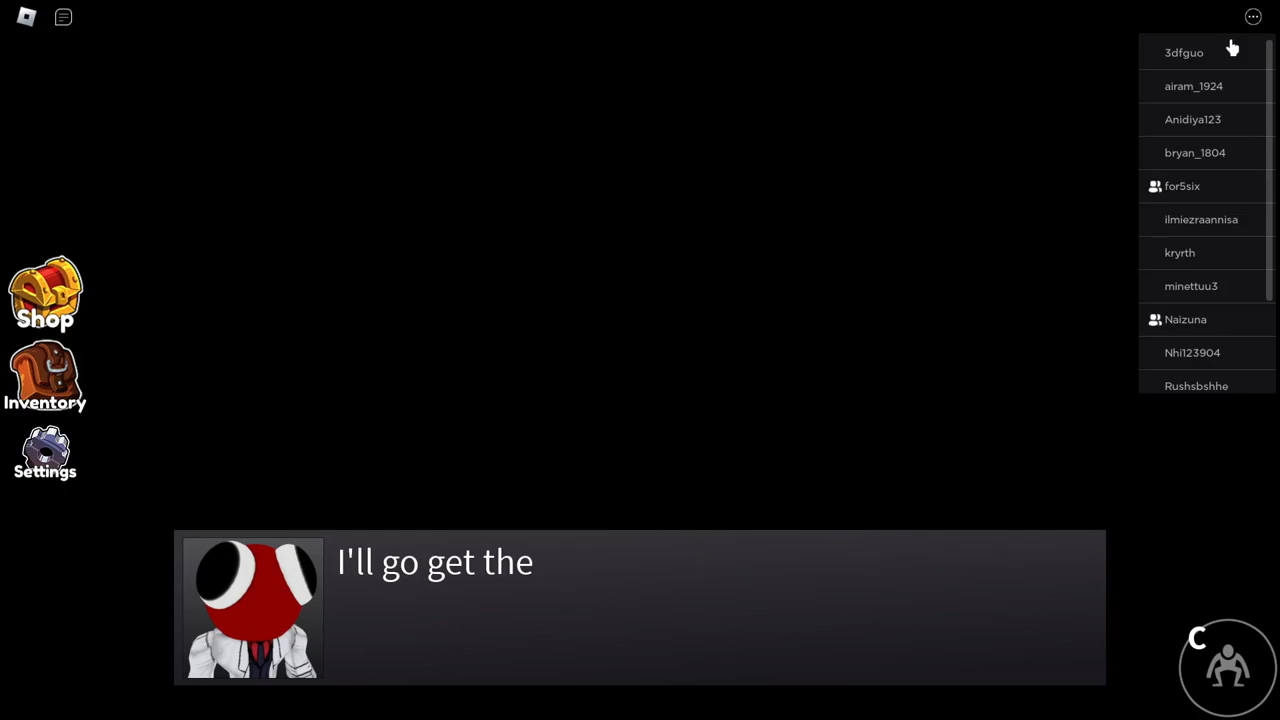 3dfguo
airam_1924
Anidiya123
bryan_1804
for5six
ilmiezraannisa
kryrth
minettuu3
Naizuna
Nhi123904
Rushsbshhe
Shop
Inventory
Settings
I'll go get the
C